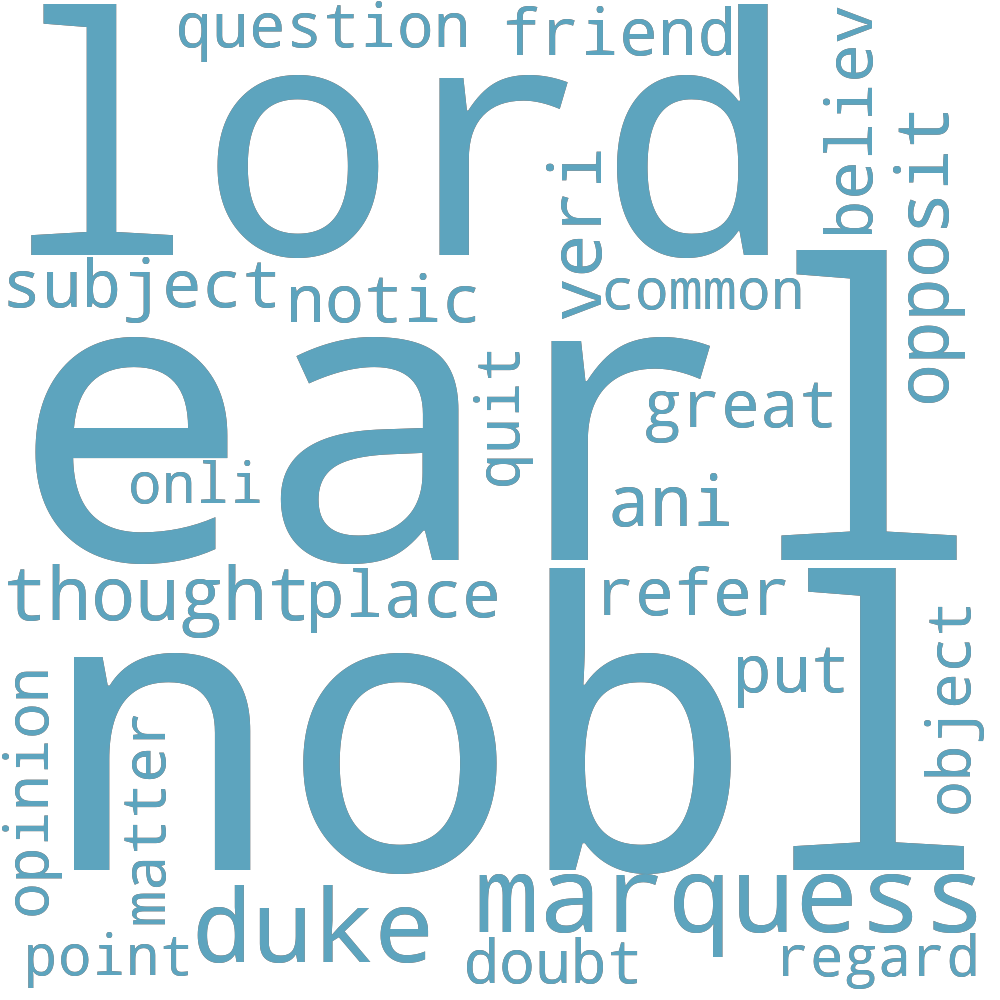 question
friend
lord
believ
opposit
veri
subject
notic
common
earl
quit
great
onli
ani
thought
place
refer
nobl
put
object
opinion
matter
marquess
duke
point
doubt
regard